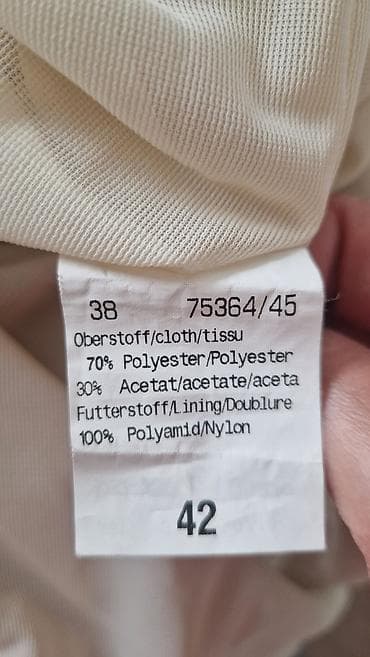 38 75364/45
Oberstoff/cloth/tissu
70% Polyester/Polyester
30% Acetat/acetate/aceta
Futterstoff/Lining/Doublure
100% Polyamid/Nylon
42